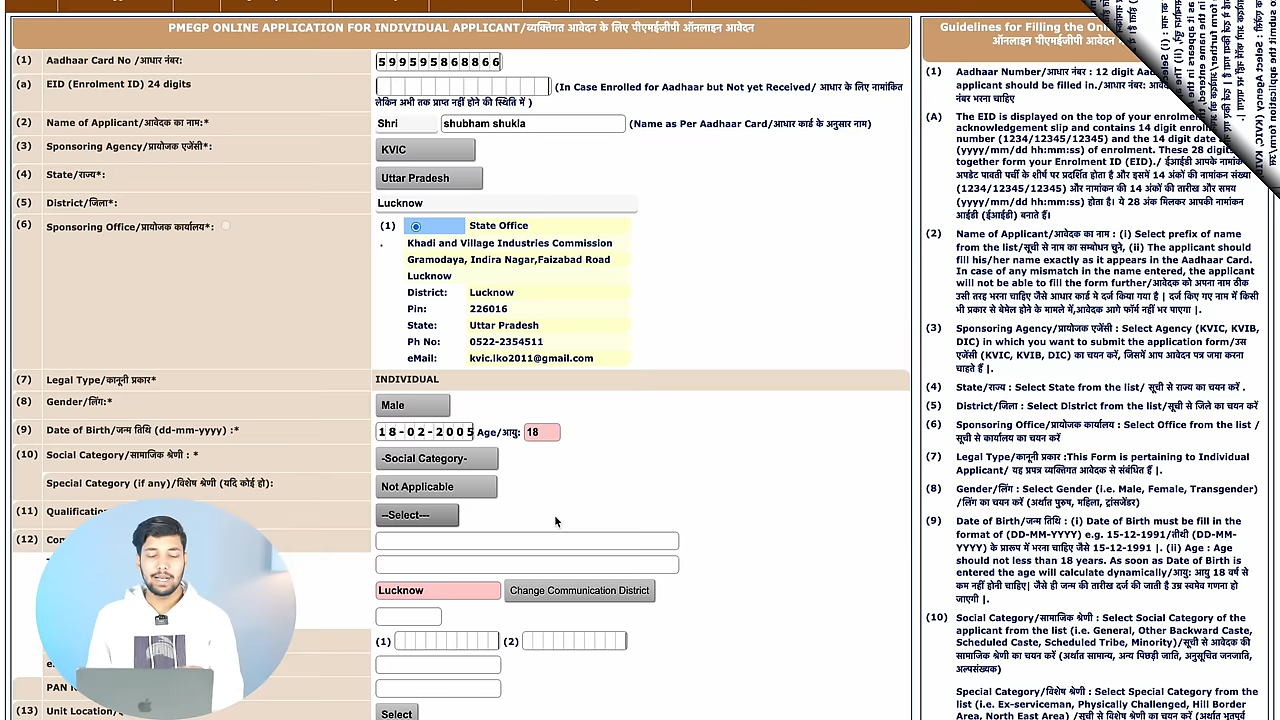 PMEGP ONLINE APPLICATION FOR INDIVIDUAL APPLICANT/व्यक्तिगत आवेदन के लिए पीएमईजीपी ऑनलाइन आवेदन
(1) Aadhaar Card No /आधार नंबर: 599595868866
(a) EID (Enrolment ID) 24 digits (In Case Enrolled for Aadhaar but Not yet Received/ आधार के लिए नामांकित
लेकिन अभी तक प्राप्त नहीं होने की स्थिति में )
(2) Name of Applicant/आवेदक का नाम:* Shri shubham shukla (Name as Per Aadhaar Card/आधार कार्ड के अनुसार नाम)
(3) Sponsoring Agency/प्रायोजक एजेंसी*: KVIC
(4) State/राज्य*: Uttar Pradesh
(5) District/जिला*: Lucknow
(6) Sponsoring Office/प्रायोजक कार्यालय*: (1) State Office
Khadi and Village Industries Commission
Gramodaya, Indira Nagar,Faizabad Road
Lucknow
District: Lucknow
Pin: 226016
State: Uttar Pradesh
Ph No: 0522-2354511
eMail: kvic.lko2011@gmail.com
(7) Legal Type/कानूनी प्रकार* INDIVIDUAL
(8) Gender/लिंग:* Male
(9) Date of Birth/जन्म तिथि (dd-mm-yyyy) :* 18-02-2005 Age/आयु: 18
(10) Social Category/सामाजिक श्रेणी : * -Social Category-
Special Category (if any)/विशेष श्रेणी (यदि कोई हो): Not Applicable
(11) --Select---
(12)
Lucknow Change Communication District
(1) (2)
PAN
(13) Unit Location/ Select
Guidelines for Filling the
ऑनलाइन पीएमईजीपी आवेदन
(1) Aadhaar Number/आधार नंबर : 12 digit
applicant should be filled in./आधार नंबर:
नंबर भरना चाहिए
(A) The EID is displayed on the top of your
acknowledgement slip and contains 14 digit
number (1234/12345/12345) and the 14 digit date
(yyyy/mm/dd hh:mm:ss) of enrolment. These 28
together form your Enrolment ID (EID)./ ईआईडी आपके
अपडेट पावती पर्ची के शीर्ष पर प्रदर्शित होता है और इसमें 14 अंकों की नामांकन संख्या
(1234/12345/12345) और नामांकन की 14 अंकों की तारीख और समय
(yyyy/mm/dd hh:mm:ss) होता है। ये 28 अंक मिलकर आपकी नामांकन
आईडी (ईआईडी) बनाते हैं।
(2) Name of Applicant/आवेदक का नाम : (i) Select prefix of name
from the list/सूची से नाम का सम्बोधन चुने, (ii) The applicant should
fill his/her name exactly as it appears in the Aadhaar Card.
In case of any mismatch in the name entered, the applicant
will not be able to fill the form further/आवेदक को अपना नाम ठीक
उसी तरह भरना चाहिए जैसे आधार कार्ड मे दर्ज किया गया है | दर्ज किए गए नाम में किसी
भी प्रकार से बेमेल होने के मामले में,आवेदक आगे फॉर्म नहीं भर पाएगा |.
(3) Sponsoring Agency/प्रायोजक एजेंसी : Select Agency (KVIC, KVIB,
DIC) in which you want to submit the application form/उस
एजेंसी (KVIC, KVIB, DIC) का चयन करें, जिसमें आप आवेदन पत्र जमा करना
चाहते हैं |.
(4) State/राज्य : Select State from the list/ सूची से राज्य का चयन करें .
(5) District/जिला : Select District from the list/सूची से जिले का चयन करें
(6) Sponsoring Office/प्रायोजक कार्यालय : Select Office from the list /
सूची से कार्यालय का चयन करें
(7) Legal Type/कानूनी प्रकार :This Form is pertaining to Individual
Applicant/ यह प्रपत्र व्यक्तिगत आवेदक से संबंधित हैं |.
(8) Gender/लिंग : Select Gender (i.e. Male, Female, Transgender)
/लिंग का चयन करें (अर्थात पुरुष, महिला, ट्रांसजेंडर)
(9) Date of Birth/जन्म तिथि : (i) Date of Birth must be fill in the
format of (DD-MM-YYYY) e.g. 15-12-1991/तीथी (DD-MM-
YYYY) के प्रारूप में भरना चाहिए जैसे 15-12-1991 |. (ii) Age : Age
should not less than 18 years. As soon as Date of Birth is
entered the age will calculate dynamically/आयु: आयु 18 वर्ष से
कम नहीं होनी चाहिए| जैसे ही जन्म की तारीख दर्ज की जाती है उम्र स्वमेव गणना हो
जाएगी |.
(10) Social Category/सामाजिक श्रेणी : Select Social Category of the
applicant from the list (i.e. General, Other Backward Caste,
Scheduled Caste, Scheduled Tribe, Minority)/सूची से आवेदक की
सामाजिक श्रेणी का चयन करें (अर्थात सामान्य, अन्य पिछड़ी जाति, अनुसूचित जनजाति,
अल्पसंख्यक)
Special Category/विशेष श्रेणी : Select Special Category from the
list (i.e. Ex-serviceman, Physically Challenged, Hill Border
Area, North East Area) /सूची से विशेष श्रेणी का चयन करें (अर्थात भूतपूर्व